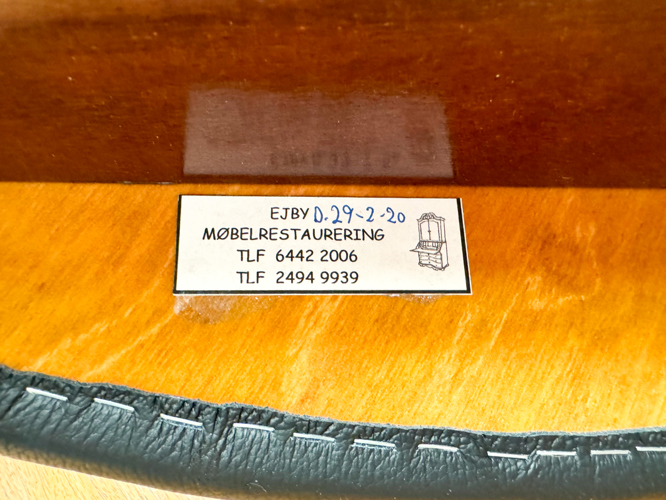 EJBY D. 29-2-20
MØBELRESTAURERING
TLF 6442 2006
TLF 2494 9939